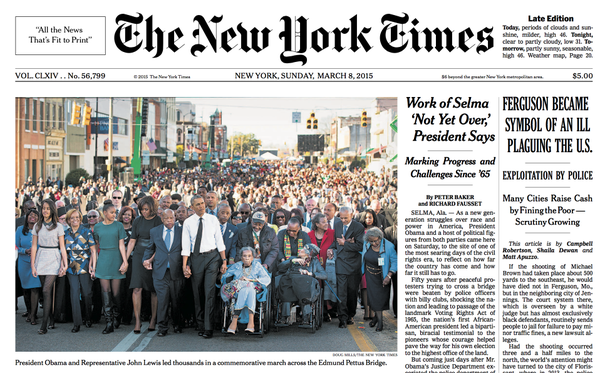 "All the News
That's Fit to Print"
The New York Times
Late Edition
Today, periods of clouds and sun-
shine, milder, high 46. Tonight,
clear to partly cloudy, low 31. To-
morrow, partly sunny, seasonable,
high 46. Weather map, Page 20.
VOL. CLXIV . . No. 56,799
© 2015 The New York Times
NEW YORK, SUNDAY, MARCH 8, 2015
$6 beyond the greater New York metropolitan area.
$5.00
DOUG MILLS/THE NEW YORK TIMES
President Obama and Representative John Lewis led thousands in a commemorative march across the Edmund Pettus Bridge.
Work of Selma
'Not Yet Over,'
President Says
Marking Progress and
Challenges Since '65
By PETER BAKER
and RICHARD FAUSSET
SELMA, Ala. — As a new gen-
eration struggles over race and
power in America, President
Obama and a host of political fig-
ures from both parties came here
on Saturday, to the site of one of
the most searing days of the civil
rights era, to reflect on how far
the country has come and how
far it still has to go.
Fifty years after peaceful pro-
testers trying to cross a bridge
were beaten by police officers
with billy clubs, shocking the na-
tion and leading to passage of the
landmark Voting Rights Act of
1965, the nation's first African-
American president led a biparti-
san, biracial testimonial to the
pioneers whose courage helped
pave the way for his own election
to the highest office of the land.
But coming just days after Mr.
Obama's Justice Department ex-
FERGUSON BECAME
SYMBOL OF AN ILL
PLAGUING THE U.S.
EXPLOITATION BY POLICE
Many Cities Raise Cash
by Fining the Poor —
Scrutiny Growing
This article is by Campbell
Robertson, Shaila Dewan and
Matt Apuzzo.
If the shooting of Michael
Brown had taken place about 500
yards to the southeast, he would
have died not in Ferguson, Mo.,
but in the neighboring city of Jen-
nings. The court system there,
which is overseen by a white
judge but has almost exclusively
black defendants, routinely sends
people to jail for failure to pay mi-
nor traffic fines, a new lawsuit al-
leges.
Had the shooting occurred
three and a half miles to the
north, the world's attention might
have turned to the city of Floris-